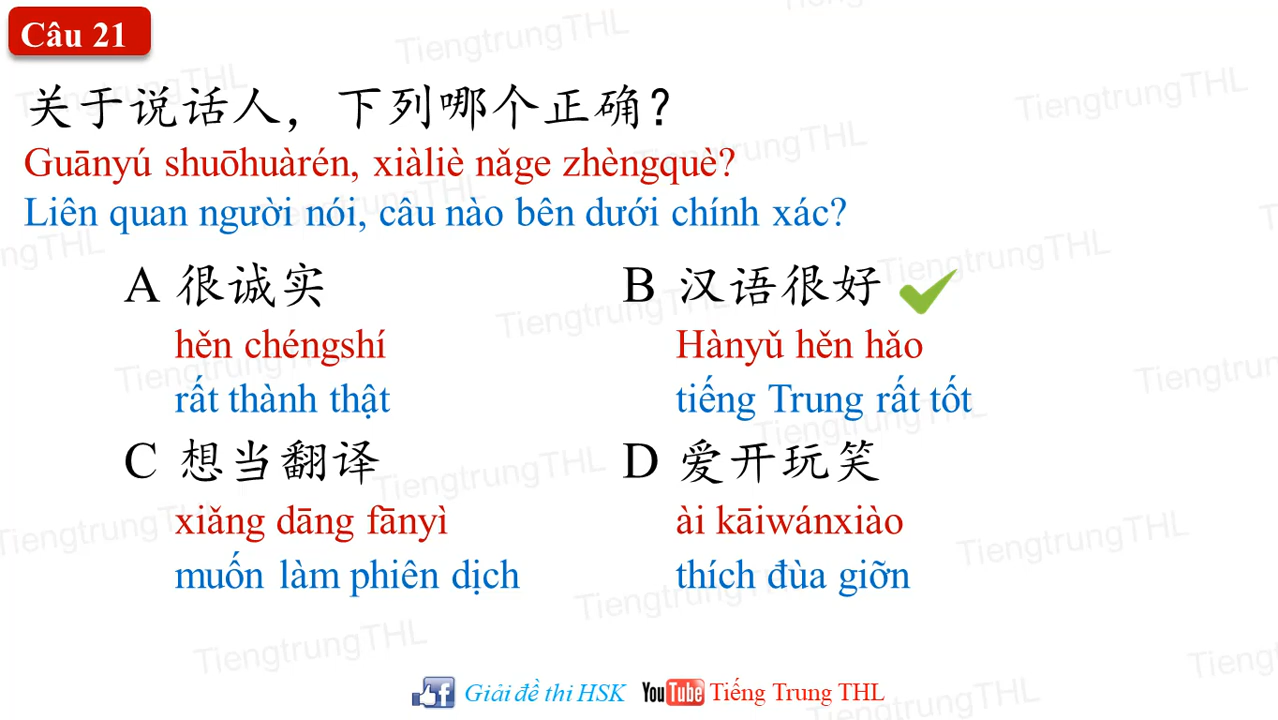 Câu 21
关于说话人，下列哪个正确？
Guānyú shuōhuàrén, xiàliè nǎge zhèngquè?
Liên quan người nói, câu nào bên dưới chính xác?
A 很诚实
hěn chéngshí
rất thành thật
B 汉语很好
Hànyǔ hěn hǎo
tiếng Trung rất tốt
C 想当翻译
xiǎng dāng fānyì
muốn làm phiên dịch
D 爱开玩笑
ài kāiwánxiào
thích đùa giỡn
Giải đề thi HSK
YouTube Tiếng Trung THL
TiengtrungTHL